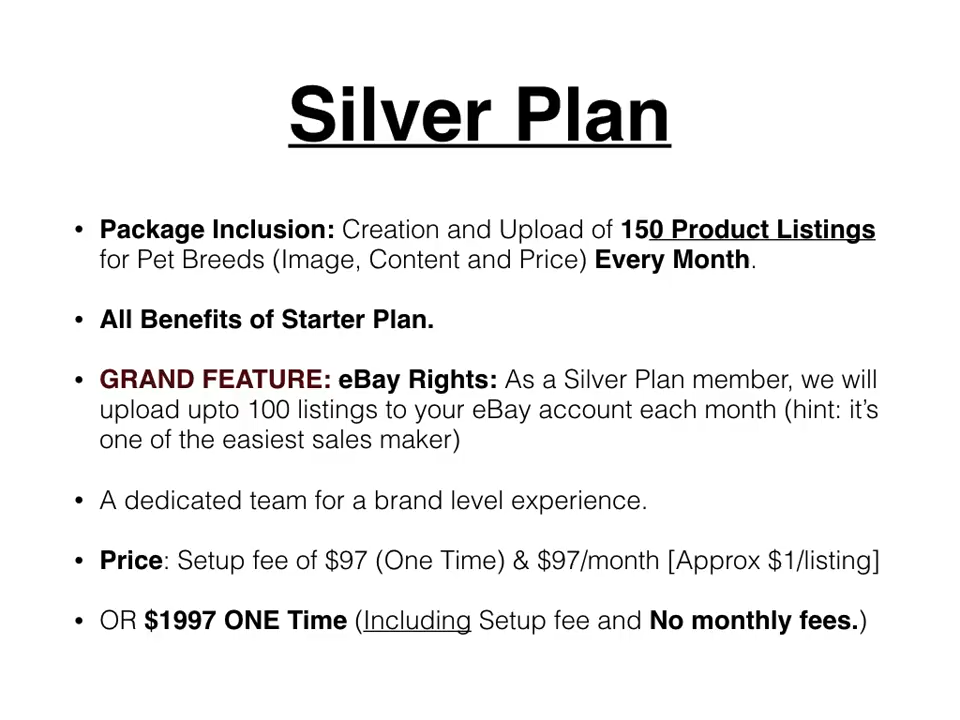 Silver Plan
• Package Inclusion: Creation and Upload of 150 Product Listings
for Pet Breeds (Image, Content and Price) Every Month.
• All Benefits of Starter Plan.
• GRAND FEATURE: eBay Rights: As a Silver Plan member, we will
upload upto 100 listings to your eBay account each month (hint: it’s
one of the easiest sales maker)
• A dedicated team for a brand level experience.
• Price: Setup fee of $97 (One Time) & $97/month [Approx $1/listing]
• OR $1997 ONE Time (Including Setup fee and No monthly fees.)